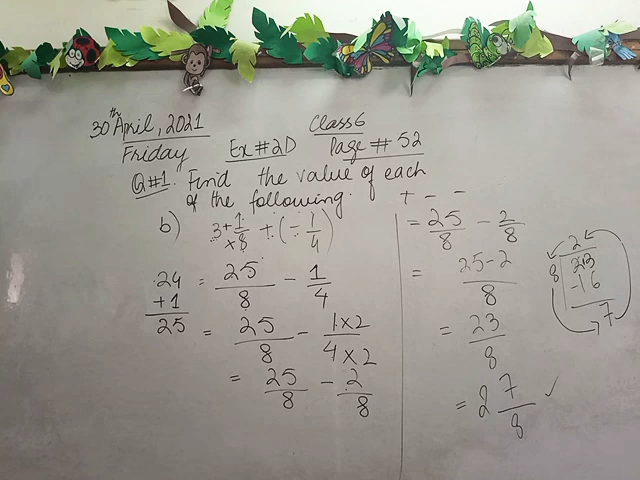 30th April, 2021 Class 6
Friday Ex # 2D Page # 52
Q#1. Find the value of each
of the following.
b) 3 + 1/8 + (- 1/4)
×
24
+1
25
= 25/8 - 1/4
= 25/8 - 1×2/4×2
= 25/8 - 2/8
+ - -
= 25/8 - 2/8
= 25-2/8
= 23/8
= 2 7/8 ✓
2
8 23
-16
7